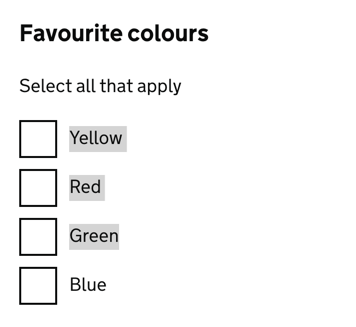 Favourite colours
Select all that apply
Yellow
Red
Green
Blue